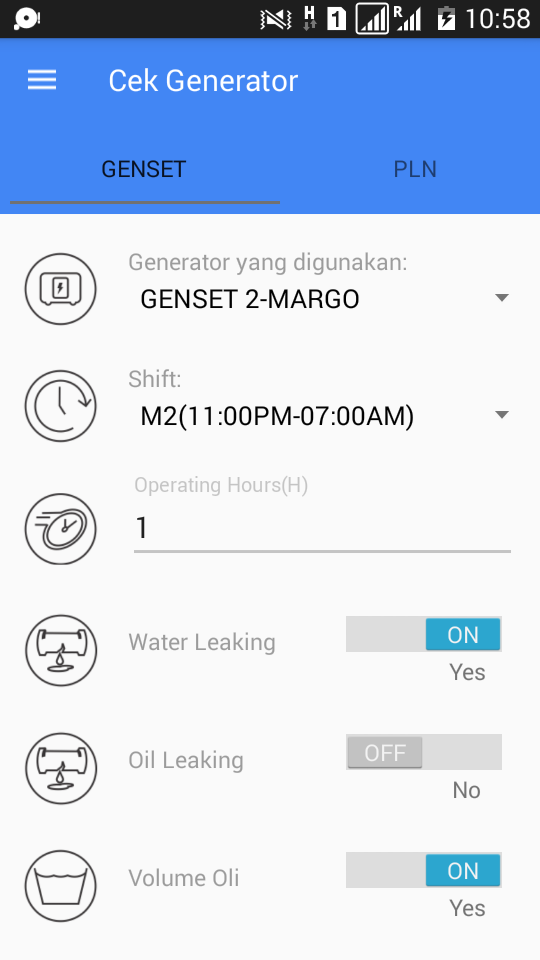 H 1 R 10:58
Cek Generator
GENSET PLN
Generator yang digunakan:
GENSET 2-MARGO
Shift:
M2(11:00PM-07:00AM)
Operating Hours(H)
1
Water Leaking ON
Yes
Oil Leaking OFF
No
Volume Oli ON
Yes